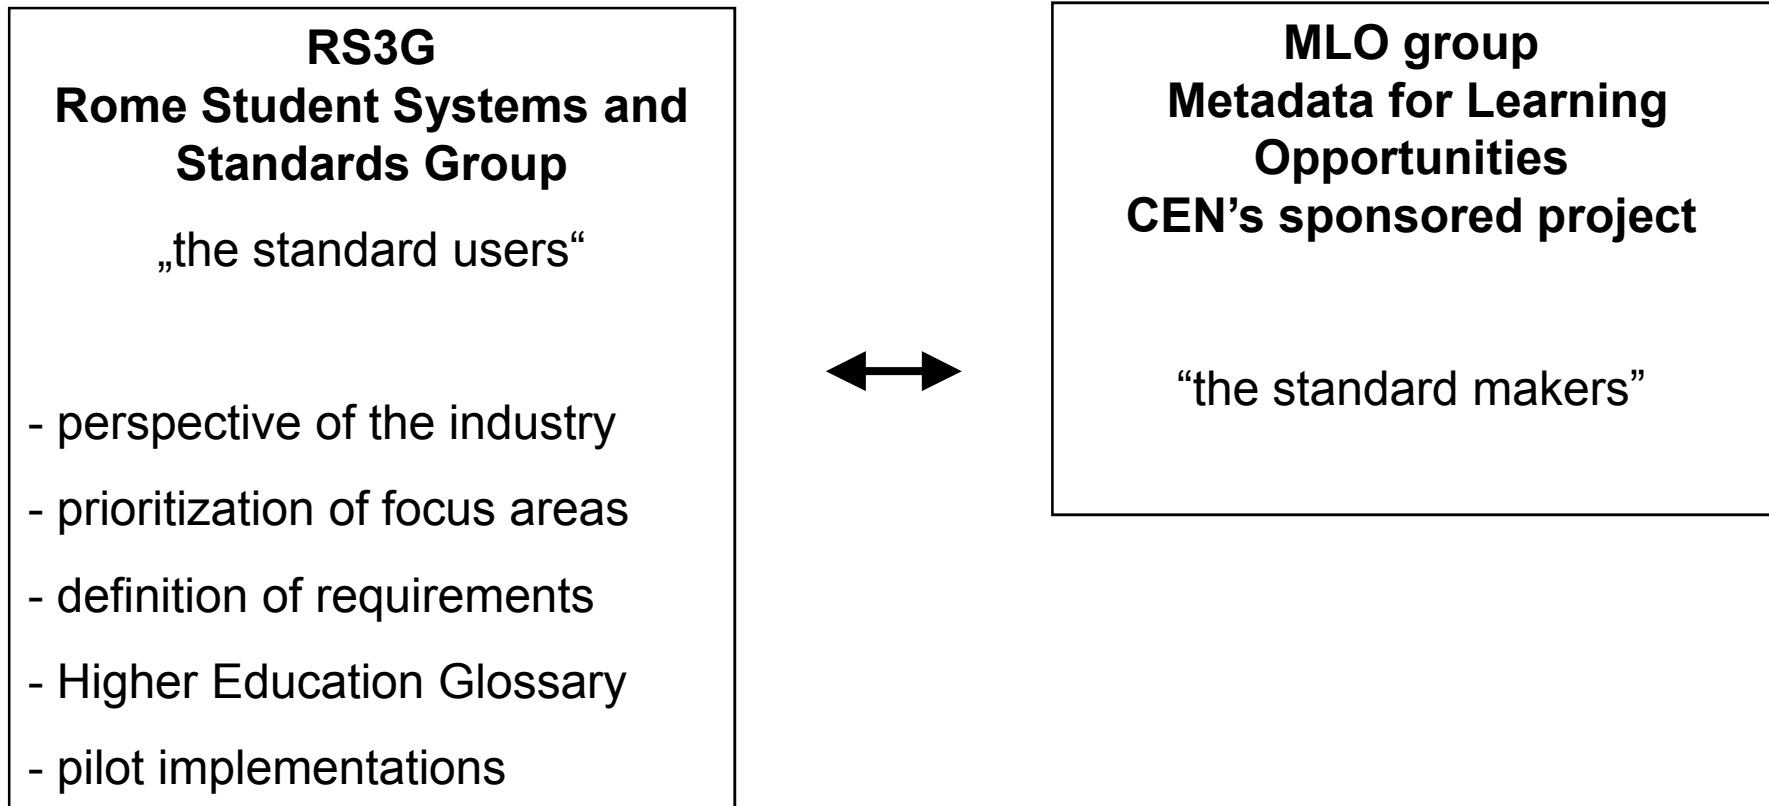 RS3G
Rome Student Systems and
Standards Group
„the standard users“
- perspective of the industry
- prioritization of focus areas
- definition of requirements
- Higher Education Glossary
- pilot implementations
MLO group
Metadata for Learning
Opportunities
CEN’s sponsored project
“the standard makers”